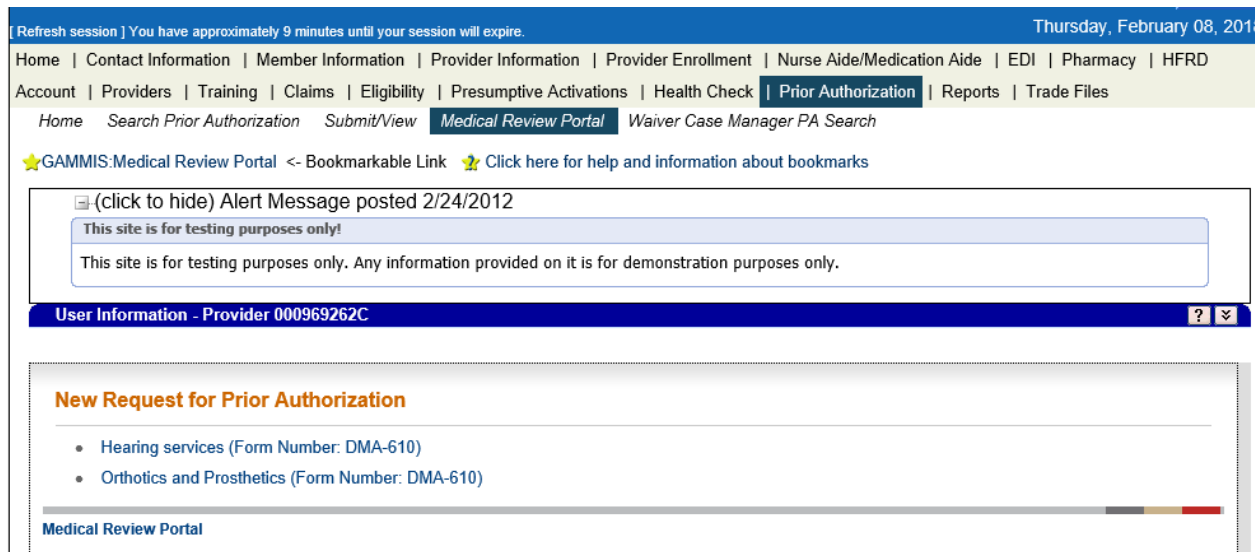 [ Refresh session ] You have approximately 9 minutes until your session will expire. Thursday, February 08, 2018
Home | Contact Information | Member Information | Provider Information | Provider Enrollment | Nurse Aide/Medication Aide | EDI | Pharmacy | HFRD
Account | Providers | Training | Claims | Eligibility | Presumptive Activations | Health Check | Prior Authorization | Reports | Trade Files
Home Search Prior Authorization Submit/View Medical Review Portal Waiver Case Manager PA Search
GAMMIS:Medical Review Portal <- Bookmarkable Link ? Click here for help and information about bookmarks
(click to hide) Alert Message posted 2/24/2012
This site is for testing purposes only!
This site is for testing purposes only. Any information provided on it is for demonstration purposes only.
User Information - Provider 000969262C ?
New Request for Prior Authorization
• Hearing services (Form Number: DMA-610)
• Orthotics and Prosthetics (Form Number: DMA-610)
Medical Review Portal